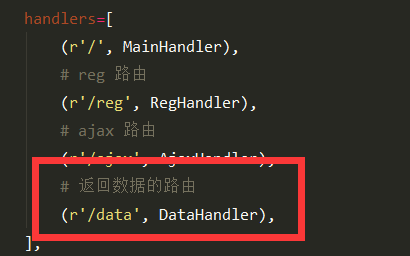 handlers=[
(r'/', MainHandler),
# reg 路由
(r'/reg', RegHandler),
# ajax 路由
(r'/ajax', AjaxHandler),
# 返回数据的路由
(r'/data', DataHandler),
],